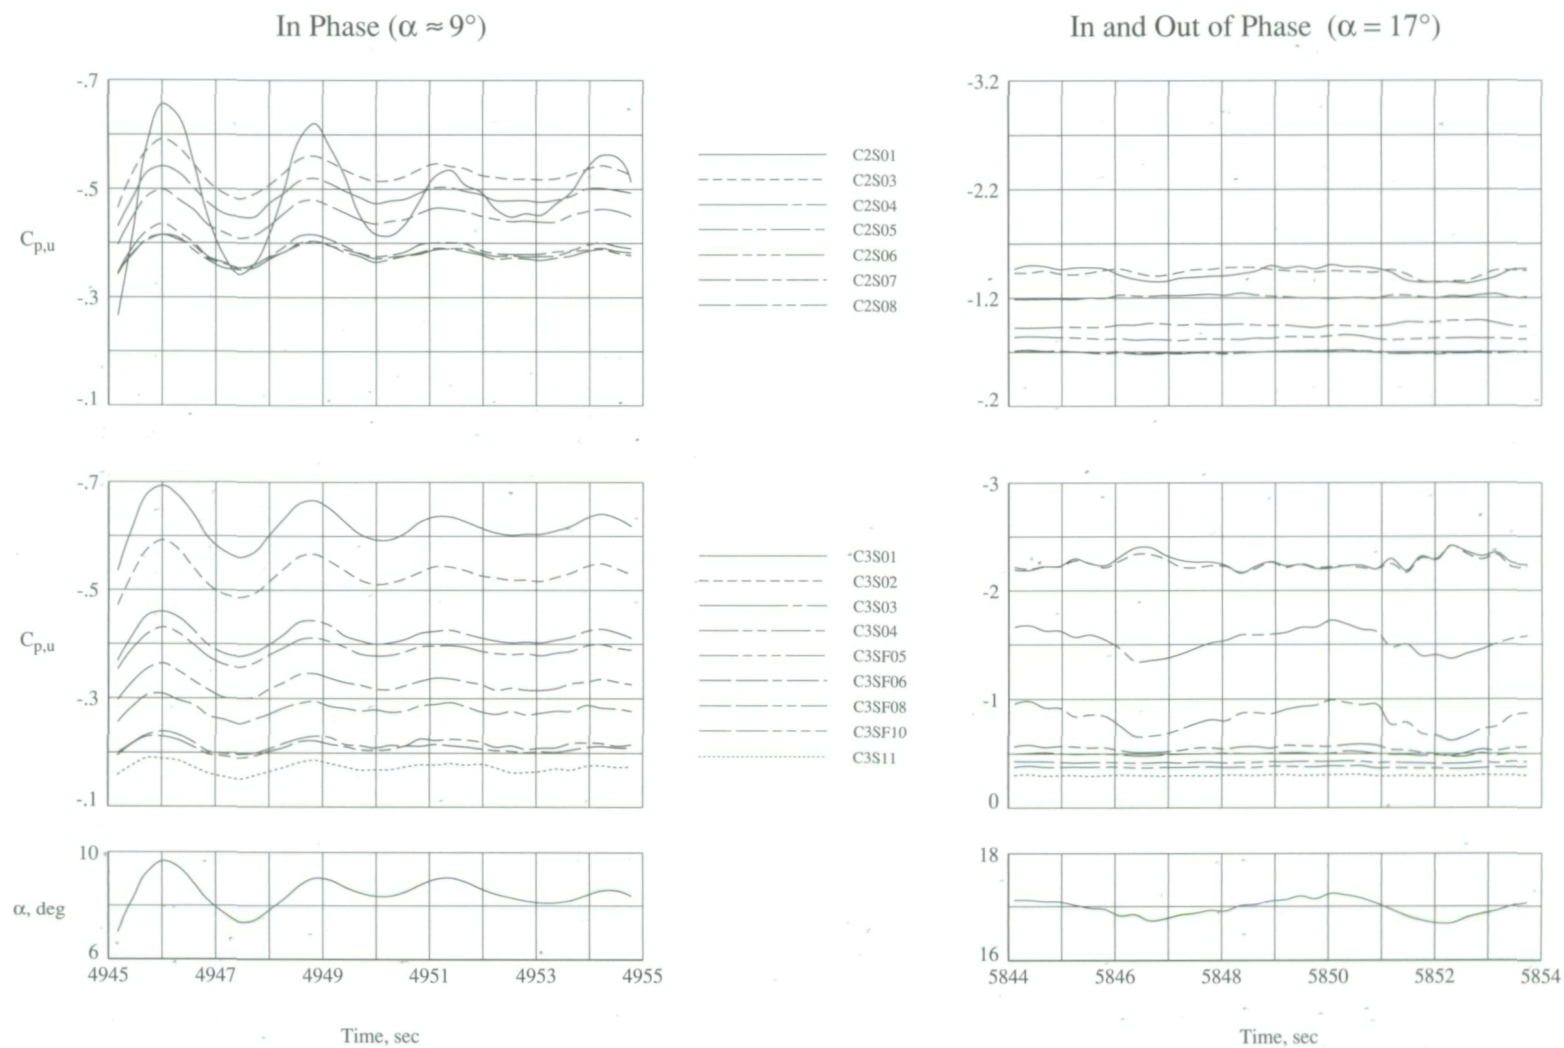 In Phase (α ≈ 9°)
In and Out of Phase (α = 17°)
-.7
-.5
-.3
-.1
Cp,u
C2S01
C2S03
C2S04
C2S05
C2S06
C2S07
C2S08
-3.2
-2.2
-1.2
-.2
-.7
-.5
-.3
-.1
Cp,u
C3S01
C3S02
C3S03
C3S04
C3SF05
C3SF06
C3SF08
C3SF10
C3S11
-3
-2
-1
0
10
α, deg
6
4945 4947 4949 4951 4953 4955
Time, sec
18
16
5844 5846 5848 5850 5852 5854
Time, sec